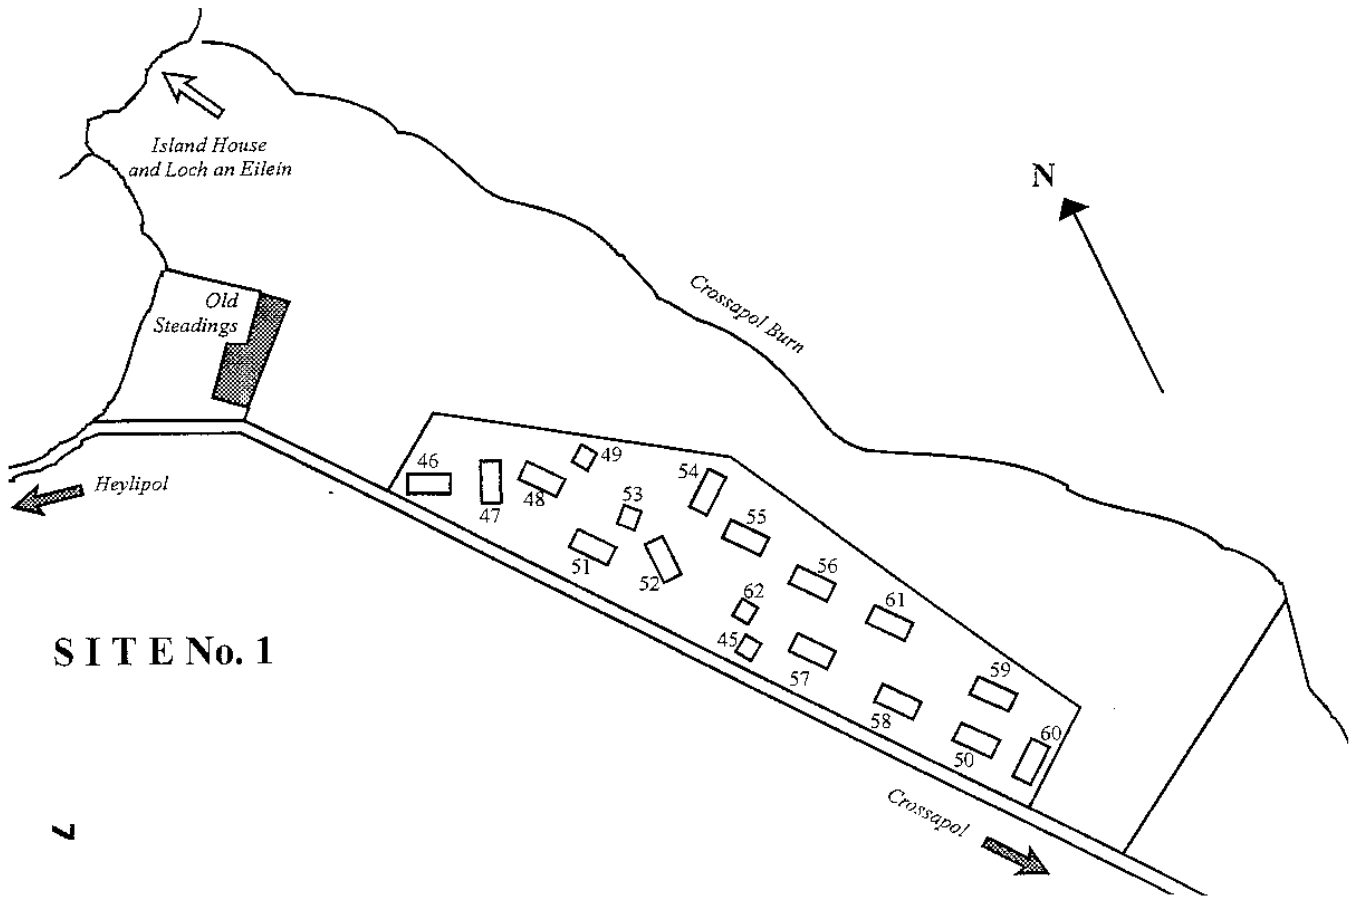 Island House
and Loch an Eilein
N
Old
Steadings
Crossapol Burn
Heylipol
46
47
48
49
53
54
55
51
52
56
62
61
45
57
59
58
50
60
SITE No. 1
Crossapol
7